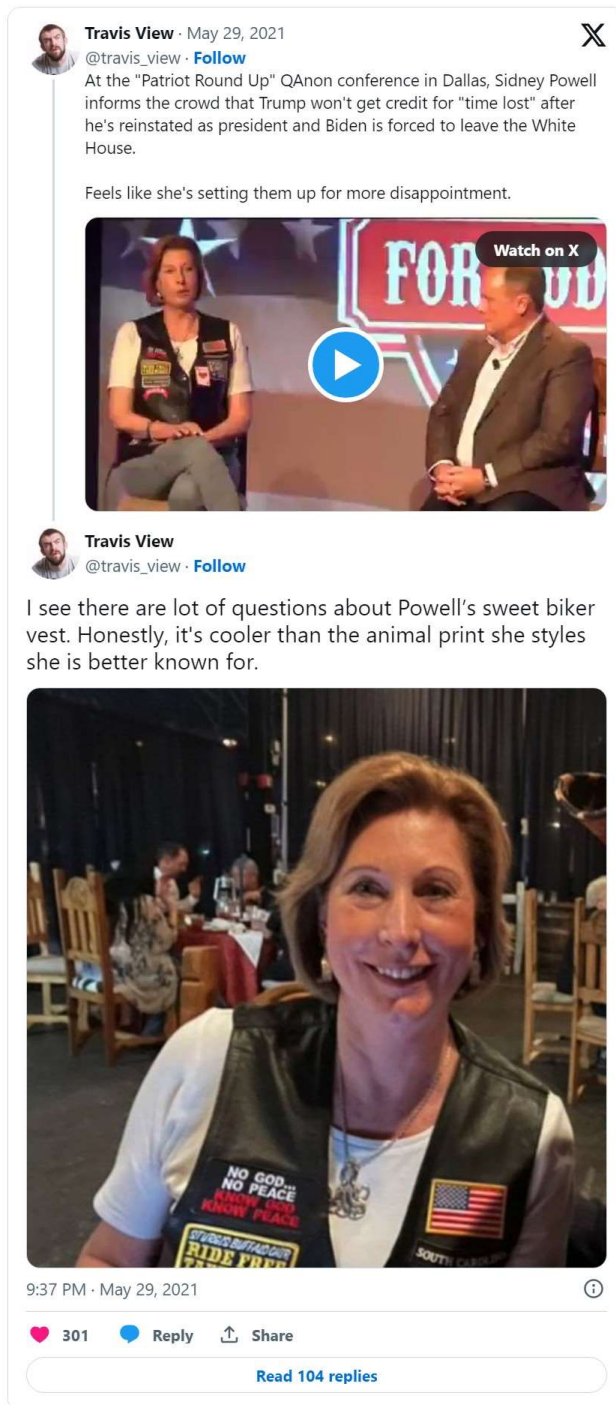 Travis View · May 29, 2021
@travis_view · Follow
At the "Patriot Round Up" QAnon conference in Dallas, Sidney Powell
informs the crowd that Trump won't get credit for "time lost" after
he's reinstated as president and Biden is forced to leave the White
House.
Feels like she's setting them up for more disappointment.
Watch on X
FOR
Travis View
@travis_view · Follow
I see there are lot of questions about Powell’s sweet biker
vest. Honestly, it's cooler than the animal print she styles
she is better known for.
NO GOD...
NO PEACE
KNOW GOD
KNOW PEACE
STURGIS BUFFALO CHIP
RIDE FREE
SOUTH CAROLINA
9:37 PM · May 29, 2021
301
Reply
Share
Read 104 replies